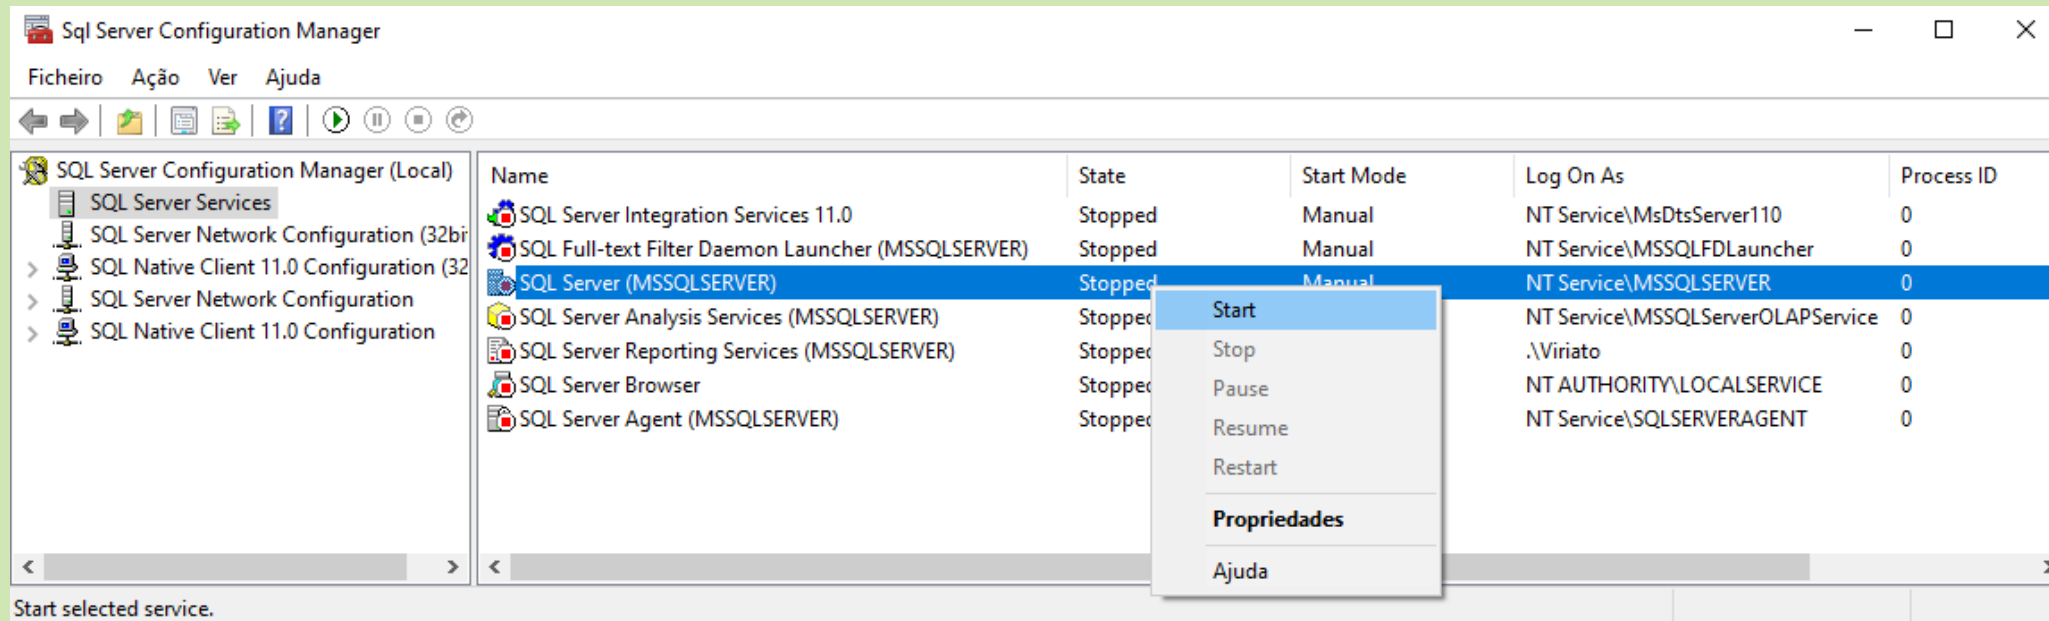 Sql Server Configuration Manager
Ficheiro Ação Ver Ajuda
SQL Server Configuration Manager (Local)
SQL Server Services
SQL Server Network Configuration (32bi
SQL Native Client 11.0 Configuration (32
SQL Server Network Configuration
SQL Native Client 11.0 Configuration
Name State Start Mode Log On As Process ID
SQL Server Integration Services 11.0 Stopped Manual NT Service\MsDtsServer110 0
SQL Full-text Filter Daemon Launcher (MSSQLSERVER) Stopped Manual NT Service\MSSQLFDLauncher 0
SQL Server (MSSQLSERVER) Stopped Manual NT Service\MSSQLSERVER 0
SQL Server Analysis Services (MSSQLSERVER) Stopped NT Service\MSSQLServerOLAPService 0
SQL Server Reporting Services (MSSQLSERVER) Stopped .\Viriato 0
SQL Server Browser Stopped NT AUTHORITY\LOCALSERVICE 0
SQL Server Agent (MSSQLSERVER) Stopped NT Service\SQLSERVERAGENT 0
Start
Stop
Pause
Resume
Restart
Propriedades
Ajuda
Start selected service.